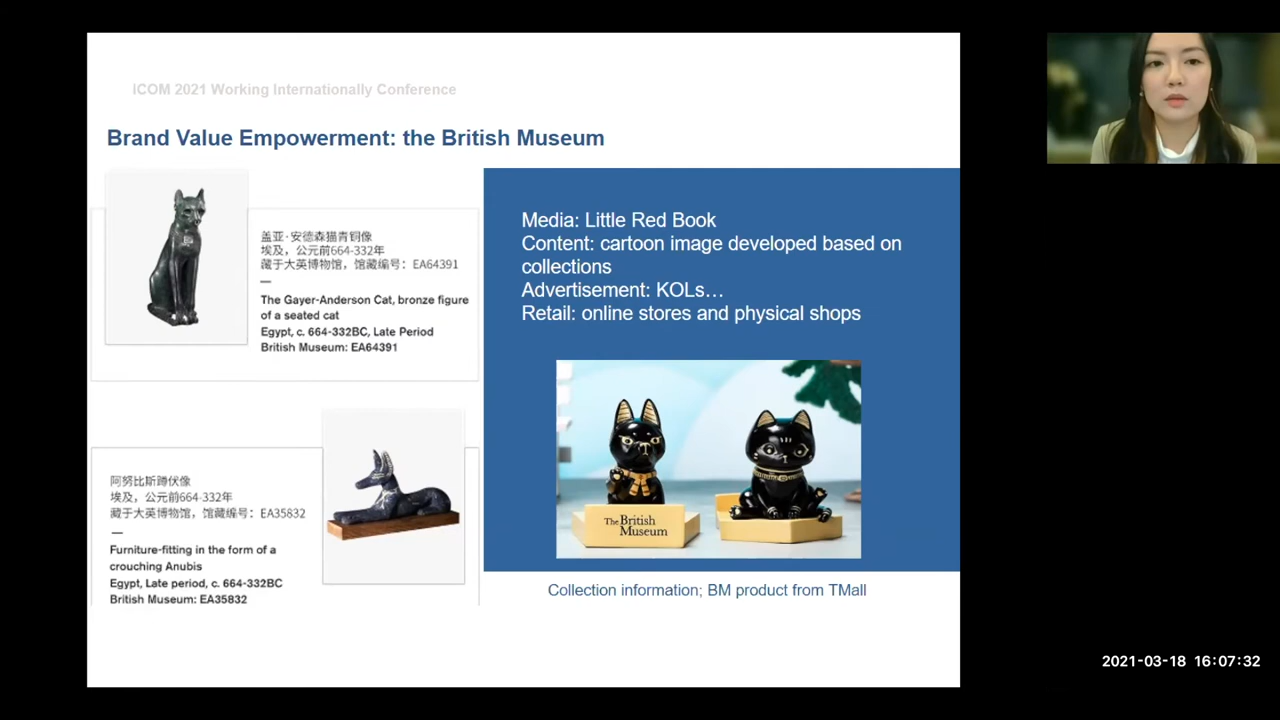 ICOM 2021 Working Internationally Conference
Brand Value Empowerment: the British Museum
盖亚·安德森猫青铜像
埃及，公元前664-332年
藏于大英博物馆，馆藏编号：EA64391
The Gayer-Anderson Cat, bronze figure
of a seated cat
Egypt, c. 664-332BC, Late Period
British Museum: EA64391
阿努比斯蹲伏像
埃及，公元前664-332年
藏于大英博物馆，馆藏编号：EA35832
Furniture-fitting in the form of a
crouching Anubis
Egypt, Late period, c. 664-332BC
British Museum: EA35832
Media: Little Red Book
Content: cartoon image developed based on
collections
Advertisement: KOLs…
Retail: online stores and physical shops
The British
Museum
Collection information; BM product from TMall
2021-03-18 16:07:32